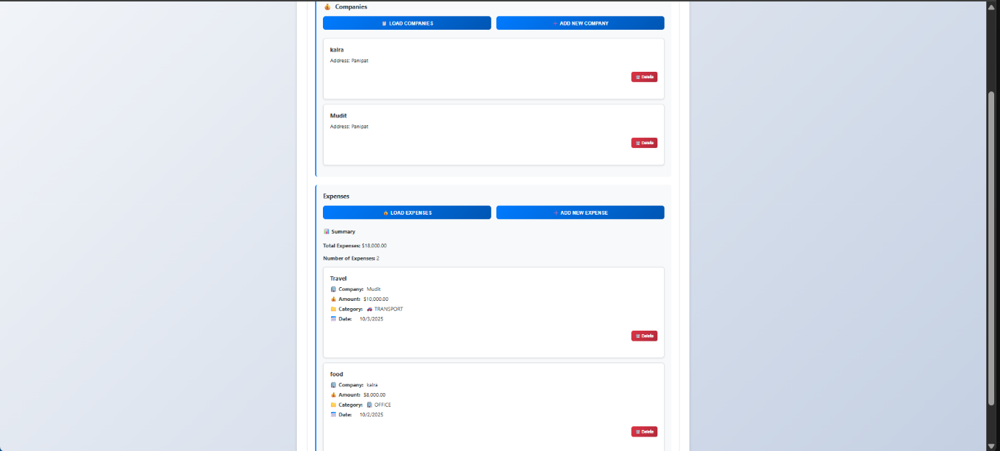 Companies
LOAD COMPANIES
ADD NEW COMPANY
kalra
Address: Panipat
Delete
Mudit
Address: Panipat
Delete
Expenses
LOAD EXPENSES
ADD NEW EXPENSE
Summary
Total Expenses: $18,000.00
Number of Expenses: 2
Travel
Company: Mudit
Amount: $10,000.00
Category: TRANSPORT
Date: 10/3/2025
Delete
food
Company: kalra
Amount: $8,000.00
Category: OFFICE
Date: 10/2/2025
Delete